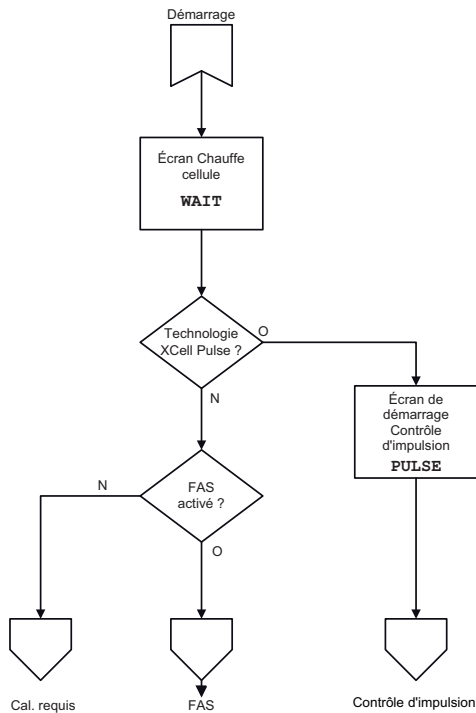 Démarrage
Écran Chauffe
cellule
WAIT
Technologie
XCell Pulse ?
O
N
Écran de
démarrage
Contrôle
d'impulsion
PULSE
FAS
activé ?
N
O
Cal. requis
FAS
Contrôle d'impulsion